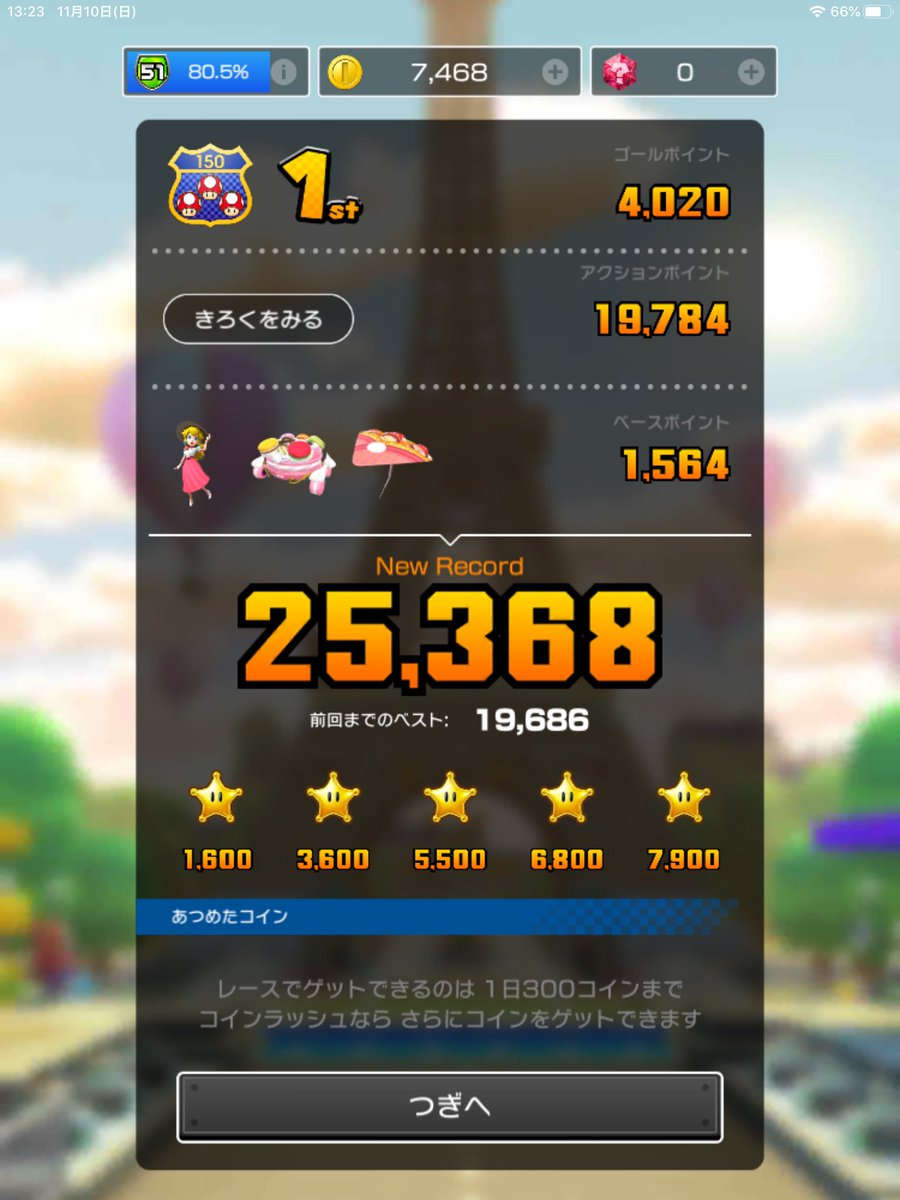 13:23 11月10日(日) 66%
51 80.5% i 7,468 + 0 +
150 1st ゴールポイント
4,020
アクションポイント
きろくをみる 19,784
ベースポイント
1,564
New Record
25,368
前回までのベスト: 19,686
1,600 3,600 5,500 6,800 7,900
あつめたコイン
レースでゲットできるのは 1日300コインまで
コインラッシュなら さらにコインをゲットできます
つぎへ